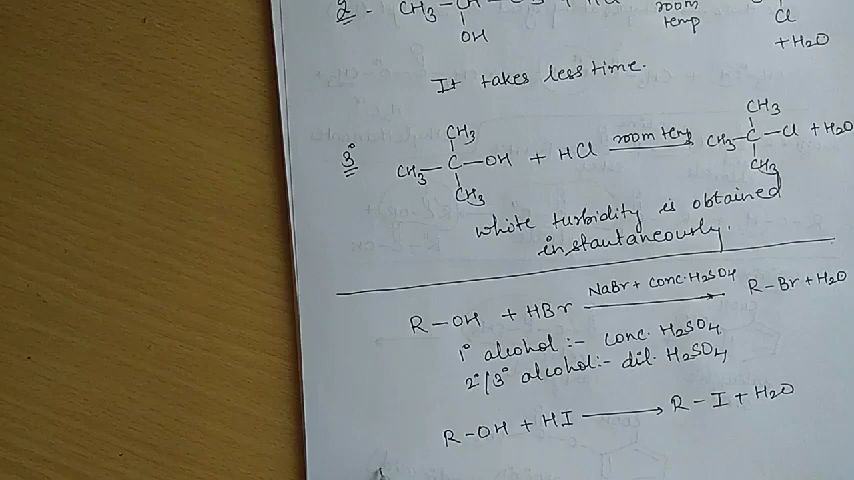 2° - CH3-CH- + HCl room temp
OH
Cl
+H2O
It takes less time.
3° CH3-C-OH + HCl room temp CH3-C-Cl + H2O
CH3 CH3
CH3 CH3
white turbidity is obtained
instantaneously.
R-OH + HBr NaBr + conc. H2SO4 R-Br + H2O
1° alcohol :- conc. H2SO4
2°/3° alcohol:- dil. H2SO4
R-OH + HI → R-I + H2O